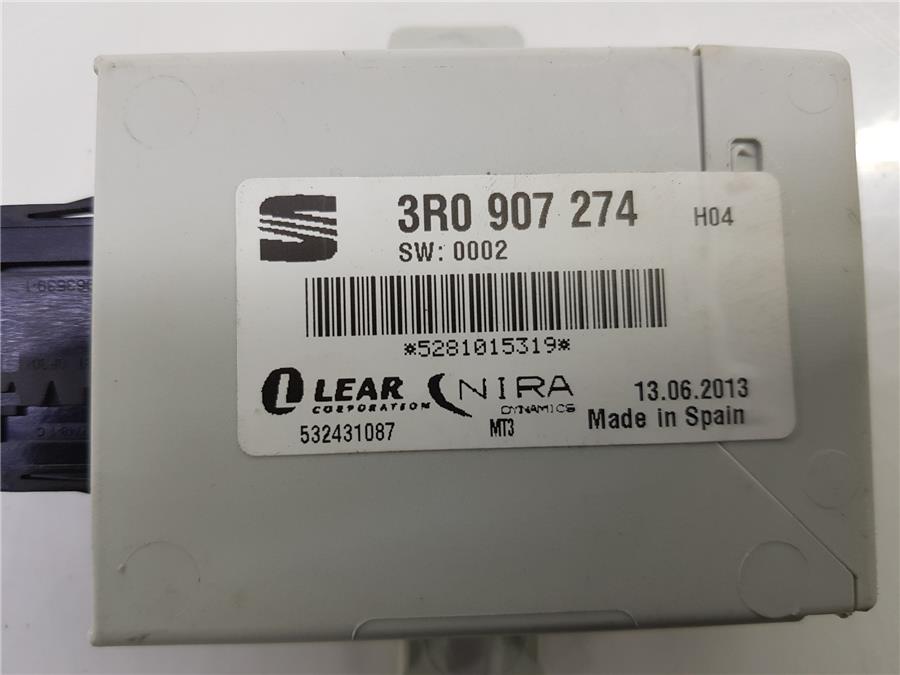 3R0 907 274 H04
SW: 0002
*5281015319*
LEAR
CORPORATION
NIRA
DYNAMICS
13.06.2013
532431087
MT3
Made in Spain